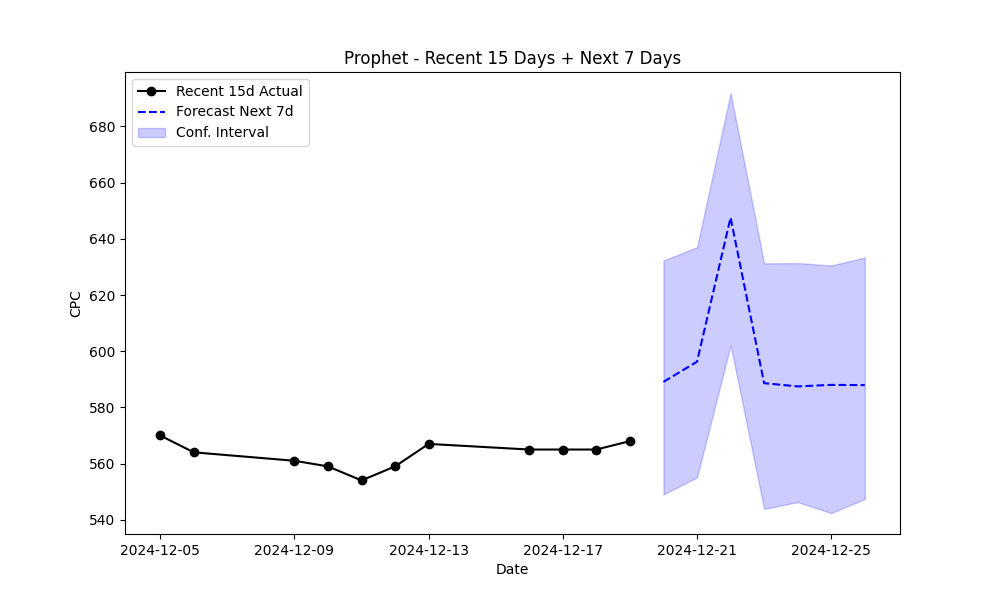 Prophet - Recent 15 Days + Next 7 Days
Recent 15d Actual
Forecast Next 7d
Conf. Interval
CPC
680
660
640
620
600
580
560
540
2024-12-05
2024-12-09
2024-12-13
2024-12-17
2024-12-21
2024-12-25
Date